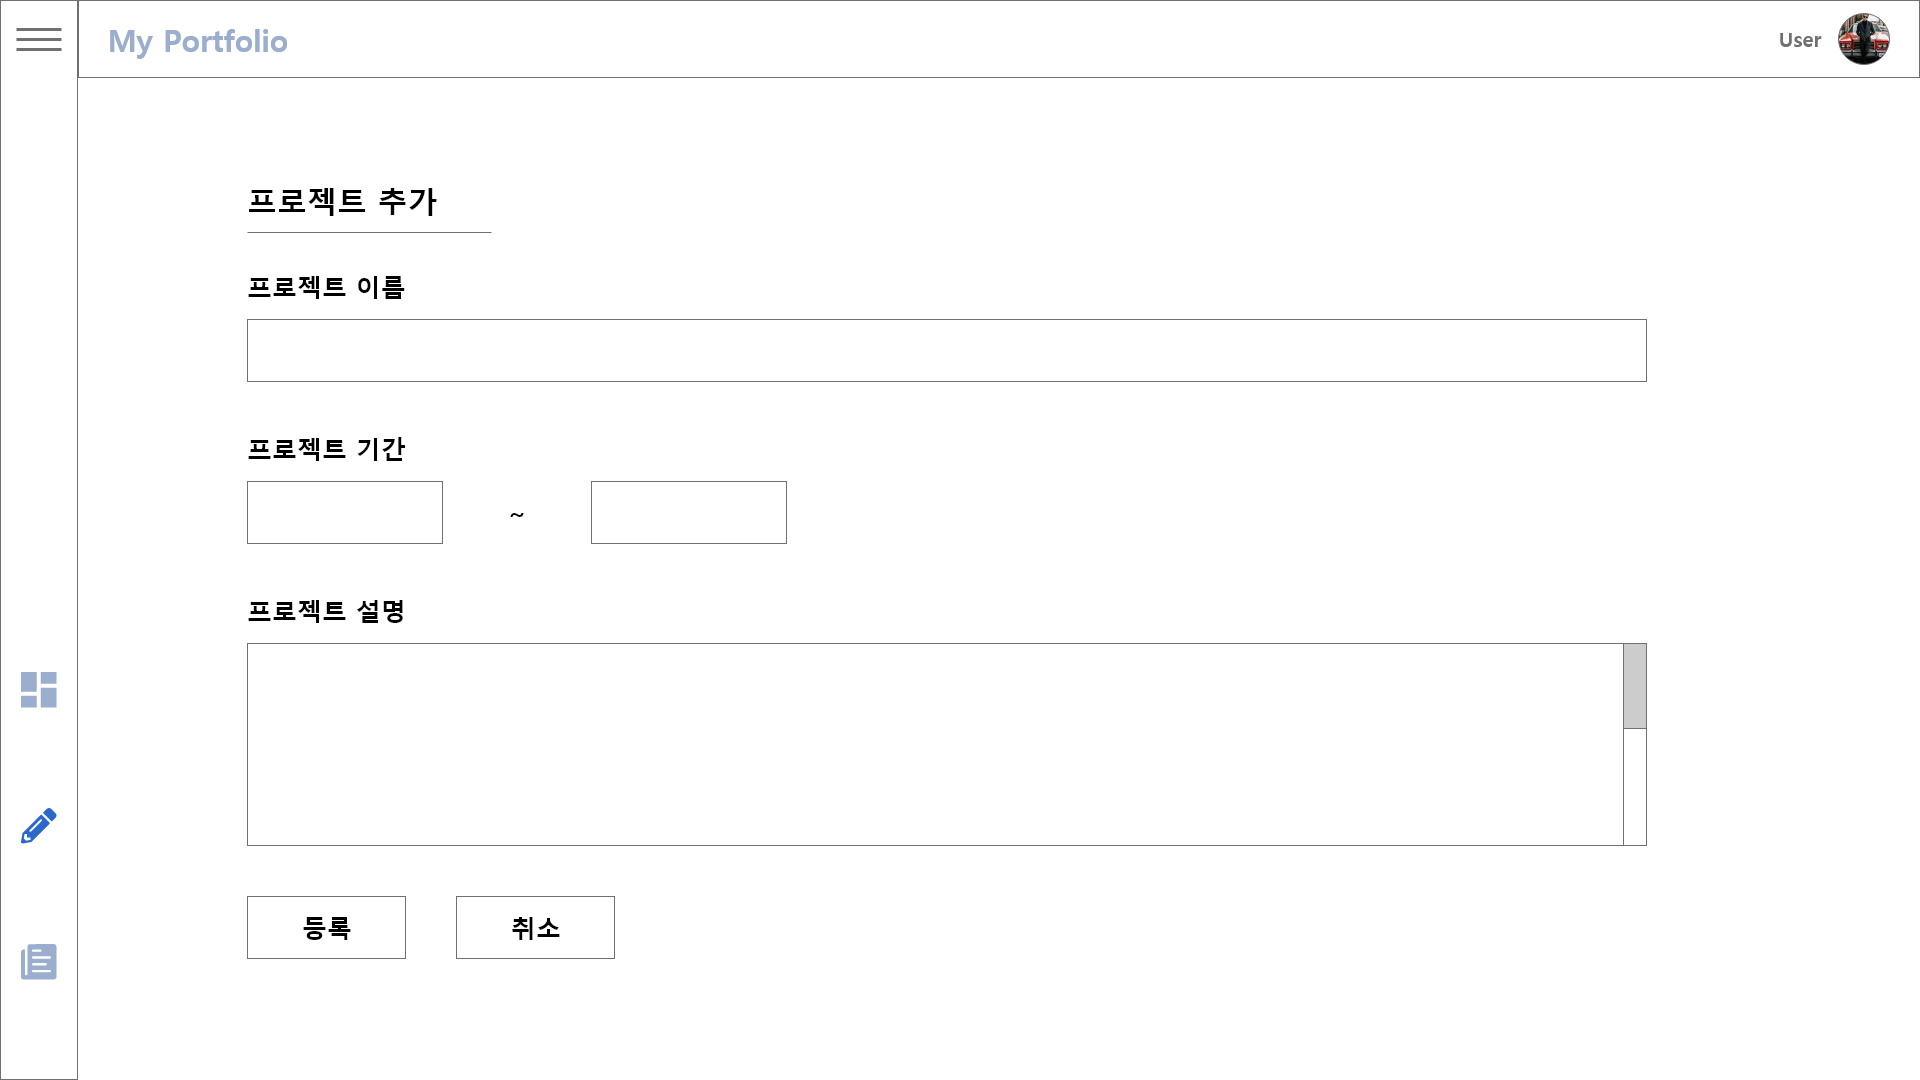 My Portfolio
User
프로젝트 추가
프로젝트 이름
프로젝트 기간
~
프로젝트 설명
등록
취소